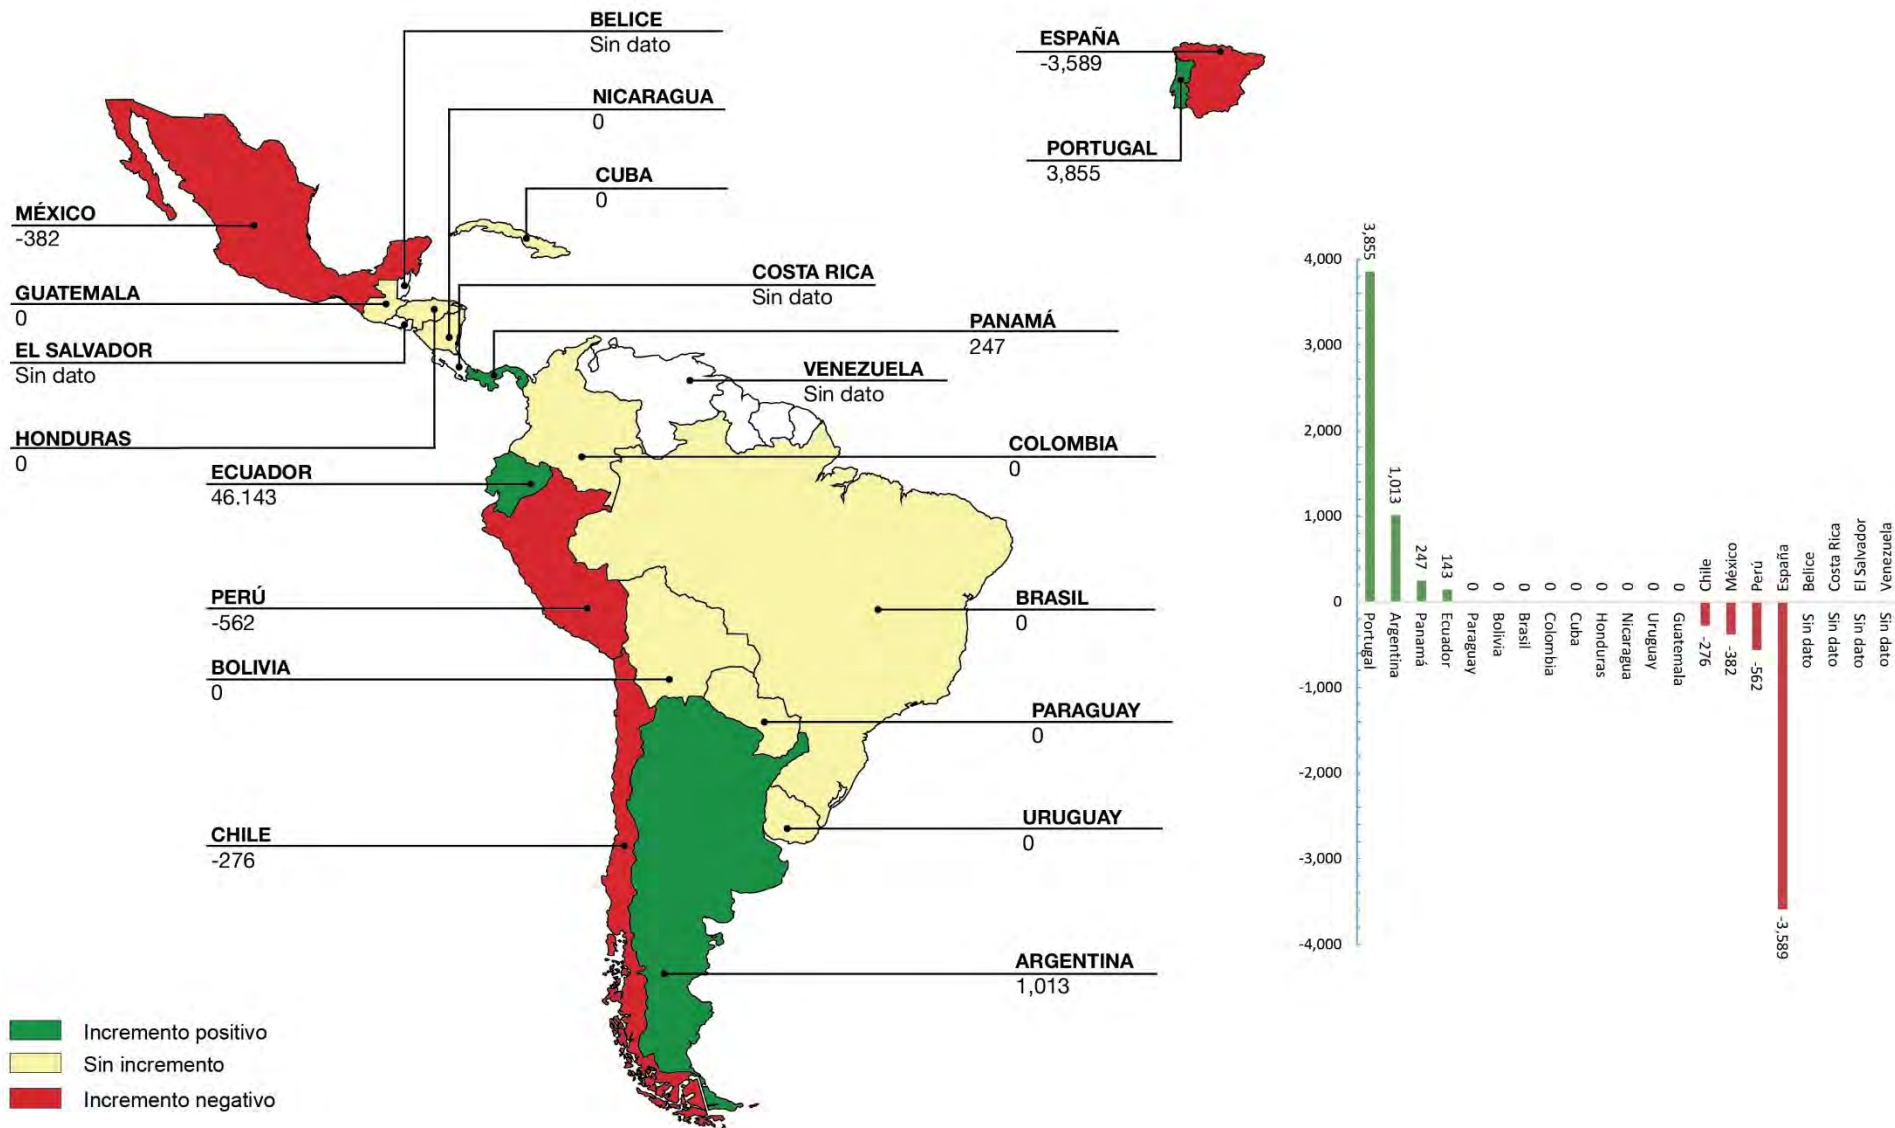 BELICE
Sin dato
ESPAÑA
-3,589
NICARAGUA
0
PORTUGAL
3,855
CUBA
0
MÉXICO
-382
COSTA RICA
Sin dato
GUATEMALA
0
PANAMÁ
247
EL SALVADOR
Sin dato
VENEZUELA
Sin dato
HONDURAS
0
COLOMBIA
0
ECUADOR
46.143
PERÚ
-562
BRASIL
0
BOLIVIA
0
PARAGUAY
0
CHILE
-276
URUGUAY
0
ARGENTINA
1,013
Incremento positivo
Sin incremento
Incremento negativo
4,000
3,000
2,000
1,000
0
-1,000
-2,000
-3,000
-4,000
3,855
Portugal
1,013
Argentina
247
Panamá
143
Ecuador
0
Paraguay
0
Bolivia
0
Brasil
0
Colombia
0
Cuba
0
Honduras
0
Nicaragua
0
Uruguay
0
Guatemala
Chile
-276
México
-382
Perú
-562
España
-3,589
Belice
Sin dato
Costa Rica
Sin dato
El Salvador
Sin dato
Venezuela
Sin dato